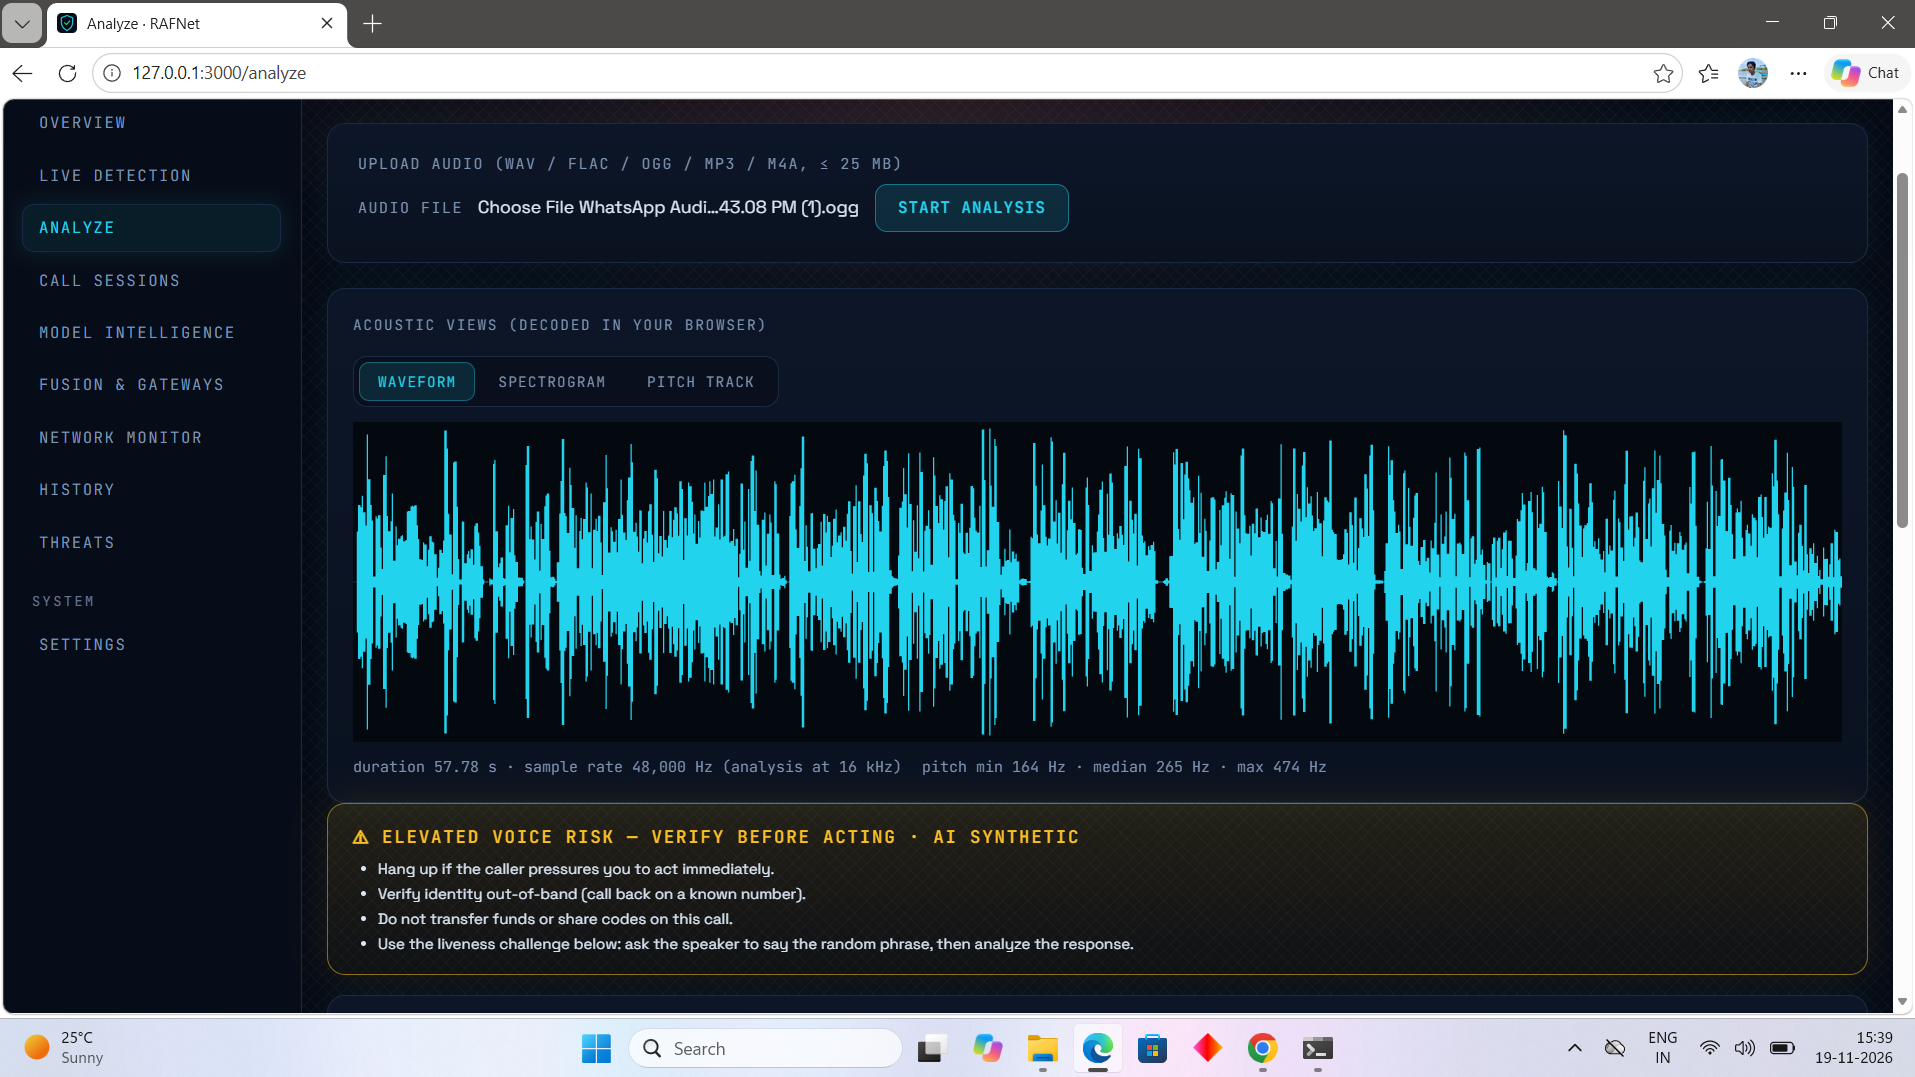 Analyze · RAFNet
127.0.0.1:3000/analyze
Chat
OVERVIEW
LIVE DETECTION
ANALYZE
CALL SESSIONS
MODEL INTELLIGENCE
FUSION & GATEWAYS
NETWORK MONITOR
HISTORY
THREATS
SYSTEM
SETTINGS
UPLOAD AUDIO (WAV / FLAC / OGG / MP3 / M4A, ≤ 25 MB)
AUDIO FILE Choose File WhatsApp Audi...43.08 PM (1).ogg START ANALYSIS
ACOUSTIC VIEWS (DECODED IN YOUR BROWSER)
WAVEFORM SPECTROGRAM PITCH TRACK
duration 57.78 s · sample rate 48,000 Hz (analysis at 16 kHz) pitch min 164 Hz · median 265 Hz · max 474 Hz
⚠ ELEVATED VOICE RISK — VERIFY BEFORE ACTING · AI SYNTHETIC
• Hang up if the caller pressures you to act immediately.
• Verify identity out-of-band (call back on a known number).
• Do not transfer funds or share codes on this call.
• Use the liveness challenge below: ask the speaker to say the random phrase, then analyze the response.
25°C
Sunny
Search
ENG
IN
15:39
19-11-2026